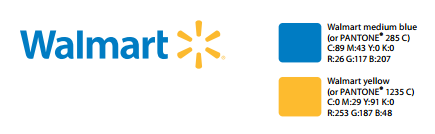 Walmart
Walmart medium blue
(or PANTONE® 285 C)
C:89 M:43 Y:0 K:0
R:26 G:117 B:207
Walmart yellow
(or PANTONE® 1235 C)
C:0 M:29 Y:91 K:0
R:253 G:187 B:48